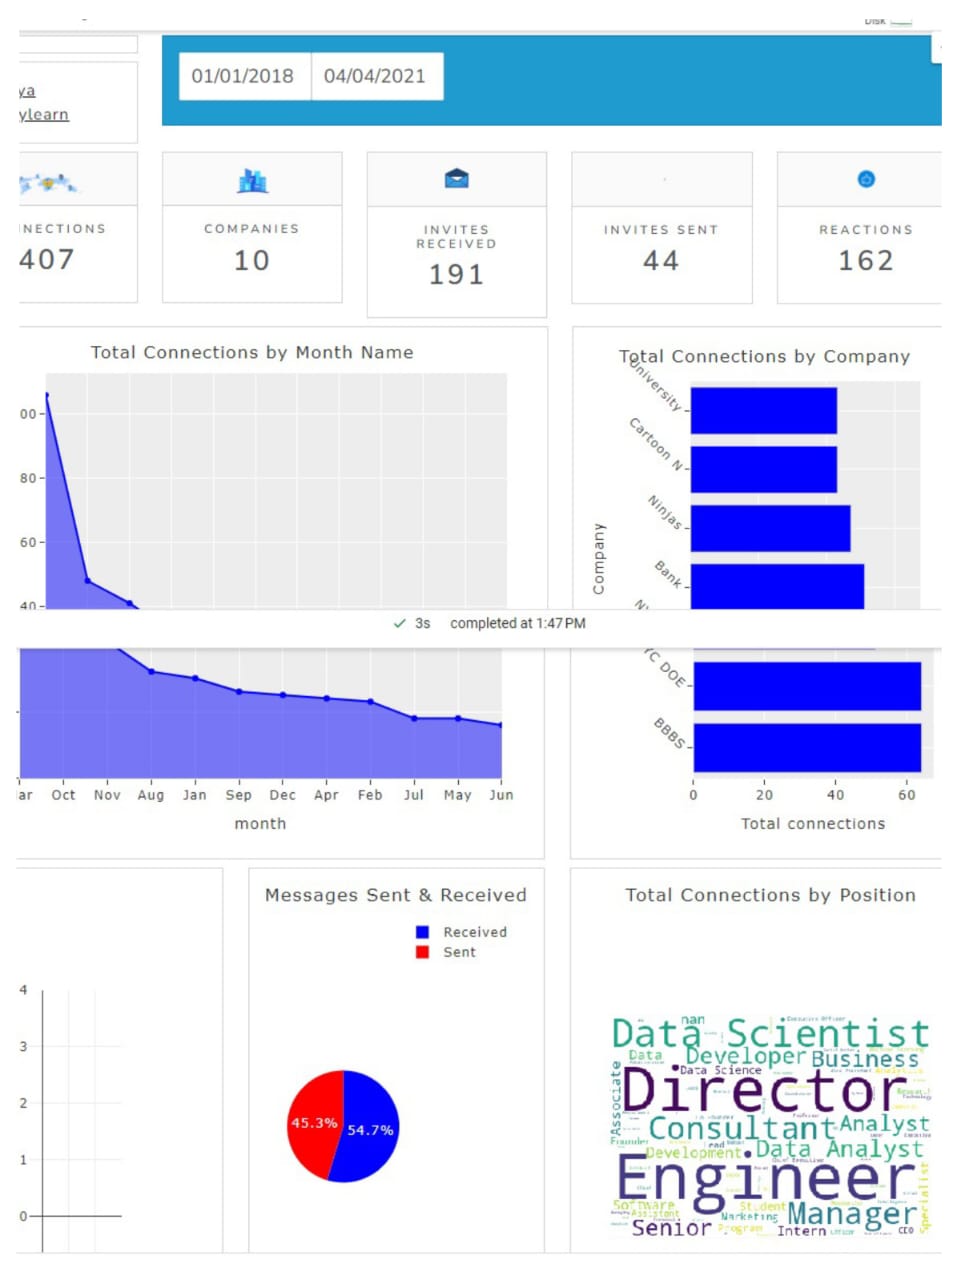 Disk
ya
ylearn
01/01/2018
04/04/2021
NECTIONS
407
COMPANIES
10
INVITES
RECEIVED
191
INVITES SENT
44
REACTIONS
162
Total Connections by Month Name
00
80
60
40
Total Connections by Company
University
Cartoon N
Ninjas
Bank
Company
3s completed at 1:47 PM
ar Oct Nov Aug Jan Sep Dec Apr Feb Jul May Jun
month
YC DOE
BBBS
0 20 40 60
Total connections
4
3
2
1
0
Messages Sent & Received
Received
Sent
45.3%
54.7%
Total Connections by Position
nan
Executive Officer
Data Scientist
Data
Developer
Business
Data Science
Director
Associate
Consultant
Analyst
Founder
Development
Data Analyst
Engineer
Specialist
Software
Student
Assistant
Marketing
Manager
Senior
Program
Intern
CEO